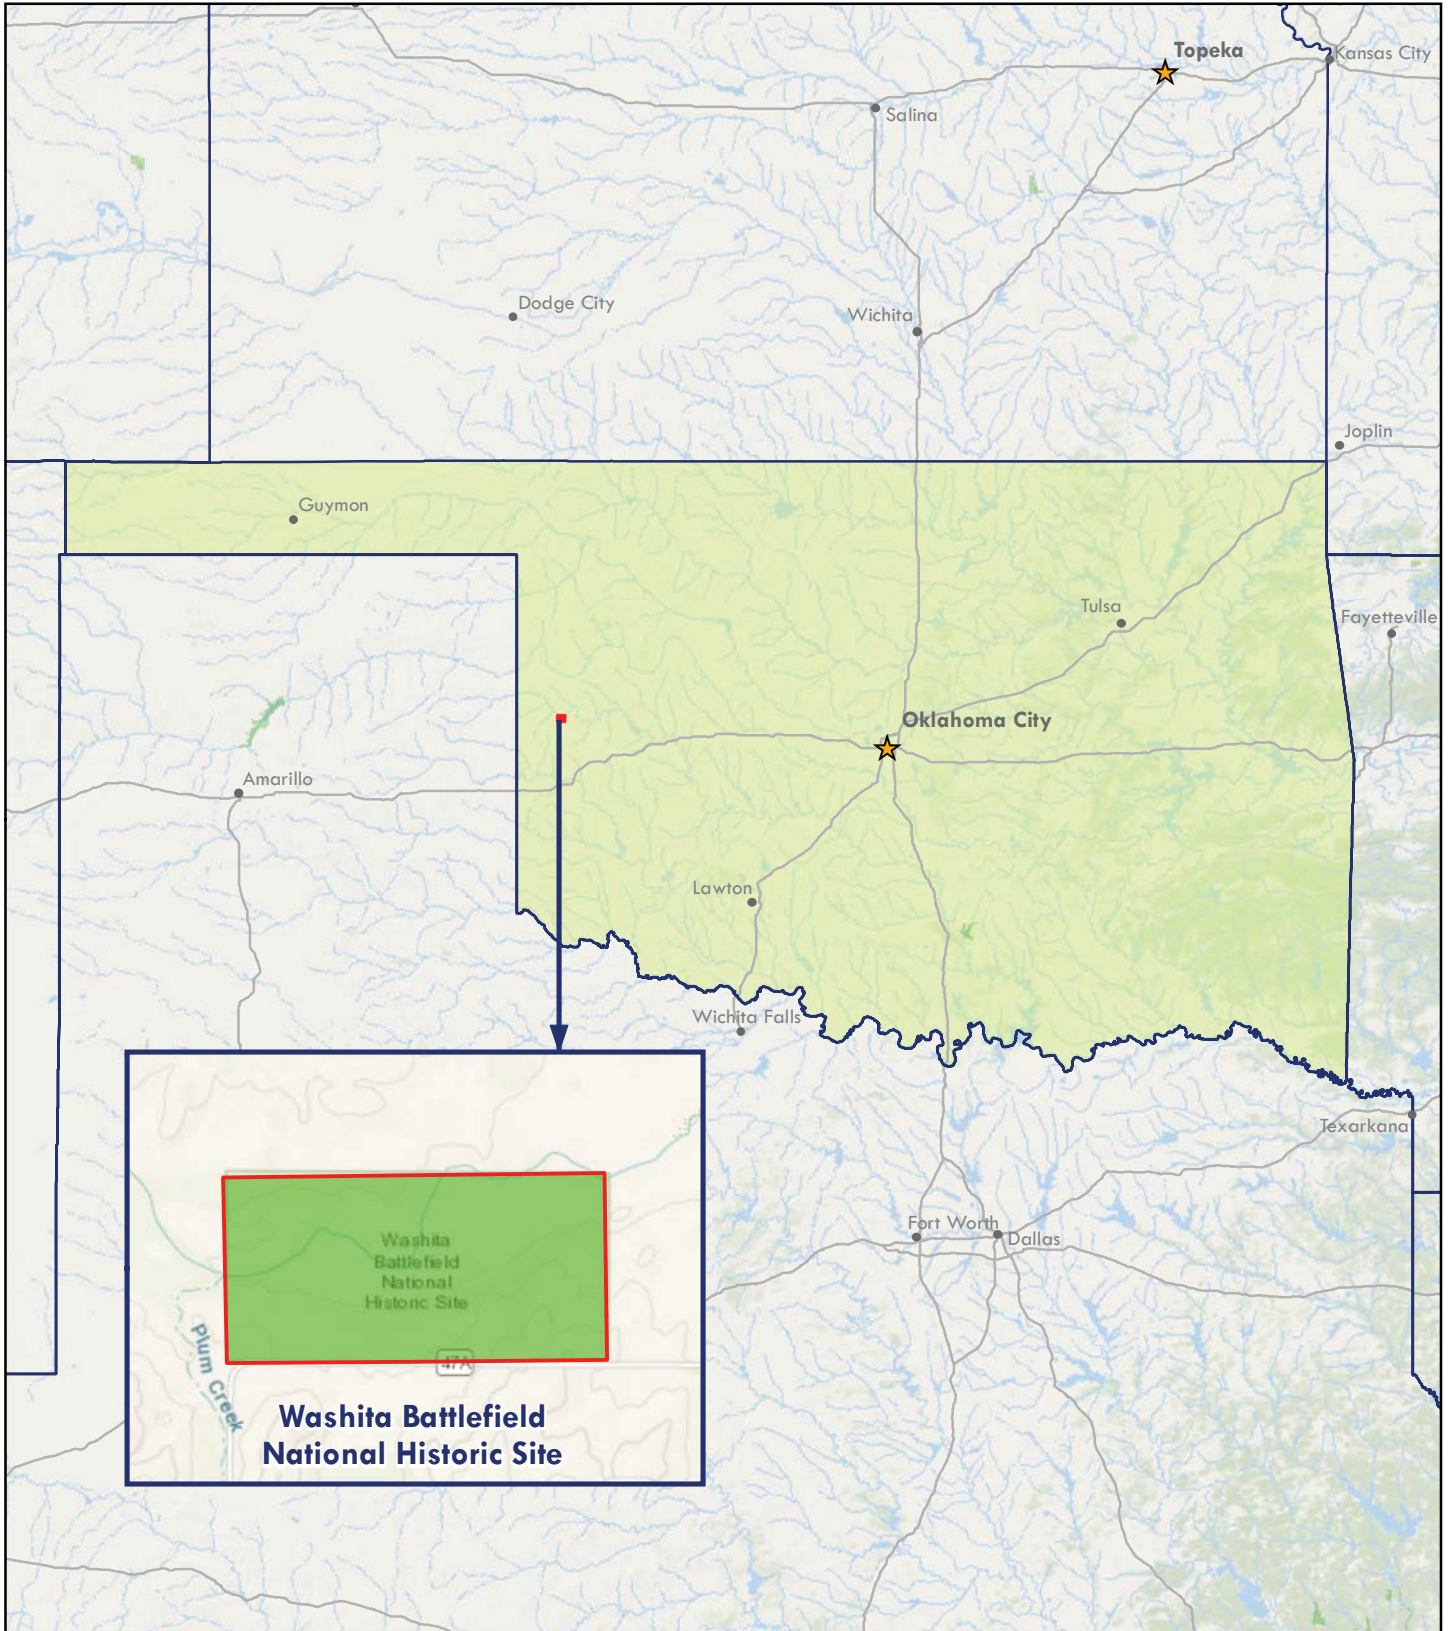 Topeka
Kansas City
Salina
Dodge City
Wichita
Joplin
Guymon
Tulsa
Fayetteville
Oklahoma City
Amarillo
Lawton
Wichita Falls
Texarkana
Fort Worth
Dallas
Washita
Battlefield
National
Historic Site
47A
Plum Creek
Washita Battlefield
National Historic Site